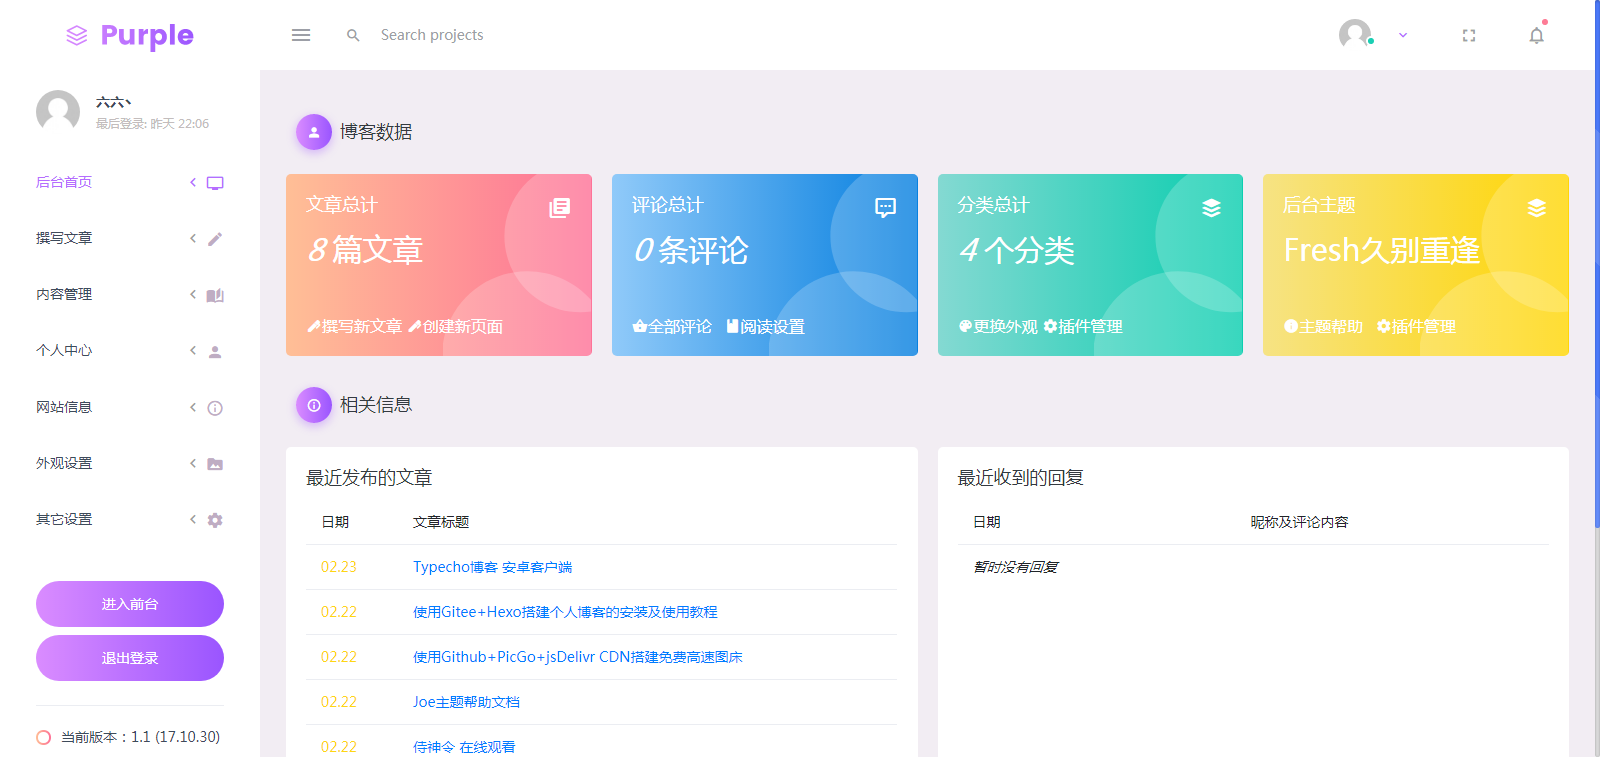 Purple
Search projects
六六丶
最后登录: 昨天 22:06
后台首页
撰写文章
内容管理
个人中心
网站信息
外观设置
其它设置
进入前台
退出登录
当前版本：1.1 (17.10.30)
博客数据
文章总计
8 篇文章
撰写新文章 创建新页面
评论总计
0 条评论
全部评论 阅读设置
分类总计
4 个分类
更换外观 插件管理
后台主题
Fresh久别重逢
主题帮助 插件管理
相关信息
最近发布的文章
日期 文章标题
02.23 Typecho博客 安卓客户端
02.22 使用Gitee+Hexo搭建个人博客的安装及使用教程
02.22 使用Github+PicGo+jsDelivr CDN搭建免费高速图床
02.22 Joe主题帮助文档
02.22 侍神令 在线观看
最近收到的回复
日期 昵称及评论内容
暂时没有回复